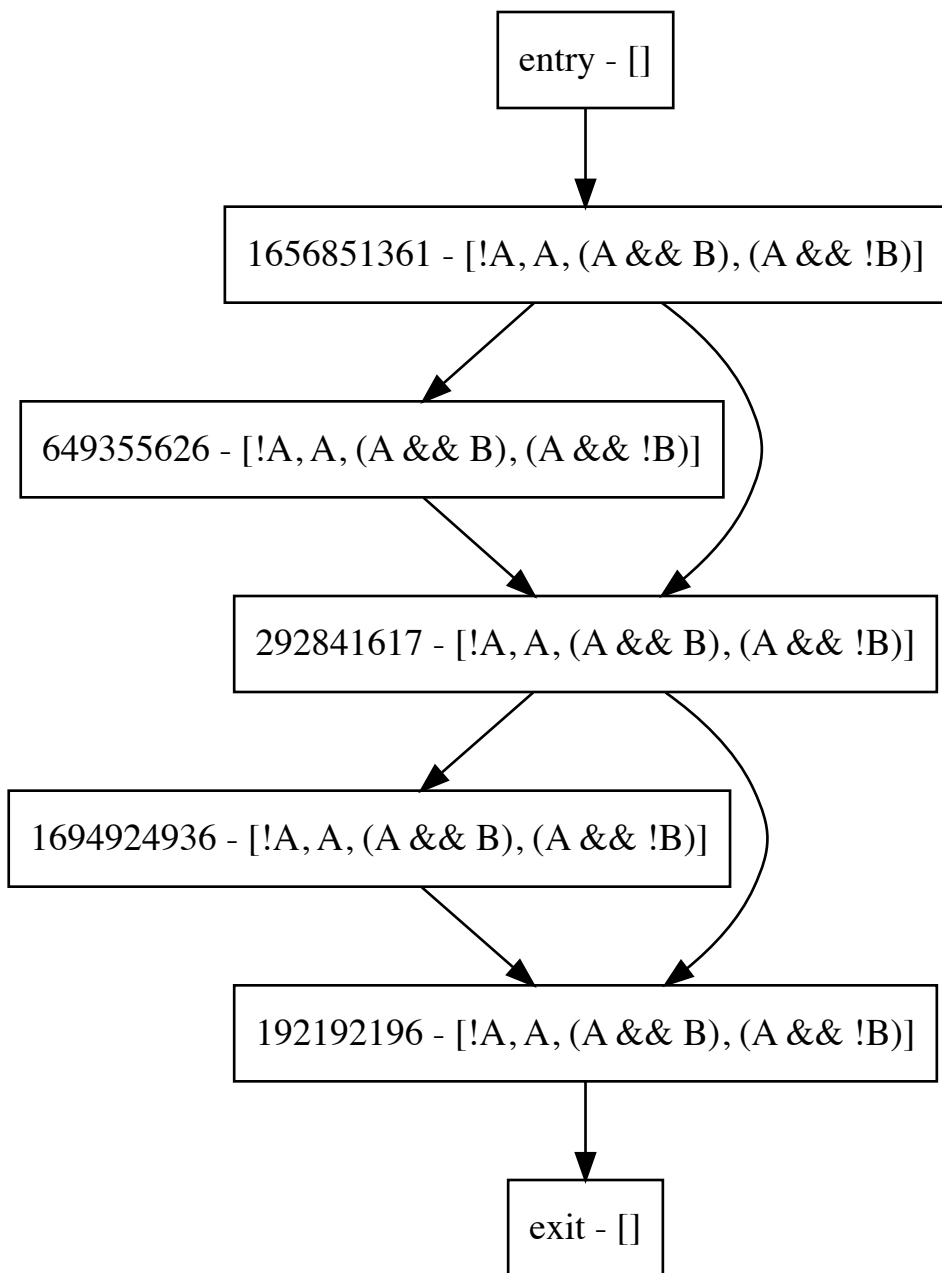 entry - []
1656851361 - [!A, A, (A && B), (A && !B)]
649355626 - [!A, A, (A && B), (A && !B)]
292841617 - [!A, A, (A && B), (A && !B)]
1694924936 - [!A, A, (A && B), (A && !B)]
192192196 - [!A, A, (A && B), (A && !B)]
exit - []